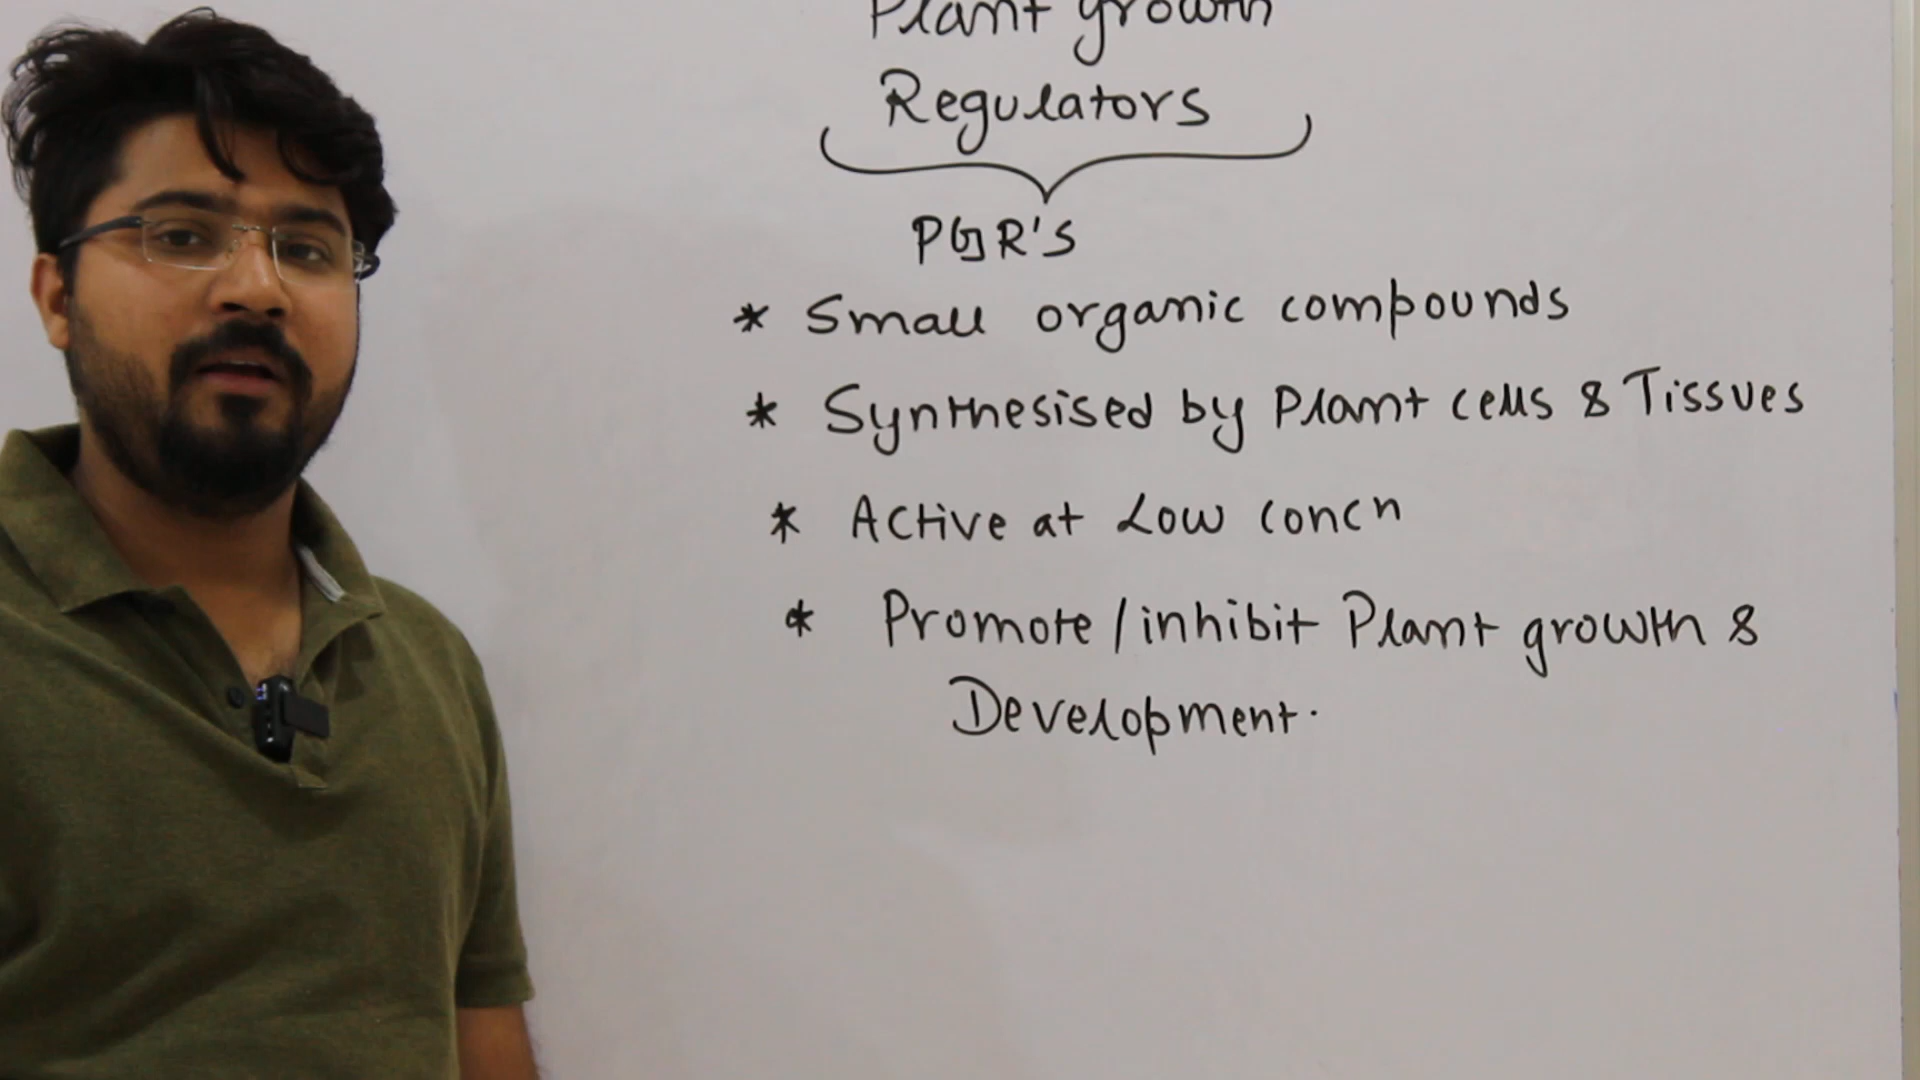 Plant growth
Regulators
PGR'S
* Small organic compounds
* Synthesised by Plant cells & Tissues
* Active at Low concn
* Promote/inhibit Plant growth &
Development.